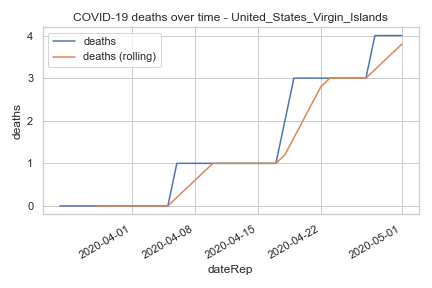 COVID-19 deaths over time - United_States_Virgin_Islands
deaths
deaths (rolling)
deaths
4
3
2
1
0
2020-04-01
2020-04-08
2020-04-15
2020-04-22
2020-05-01
dateRep